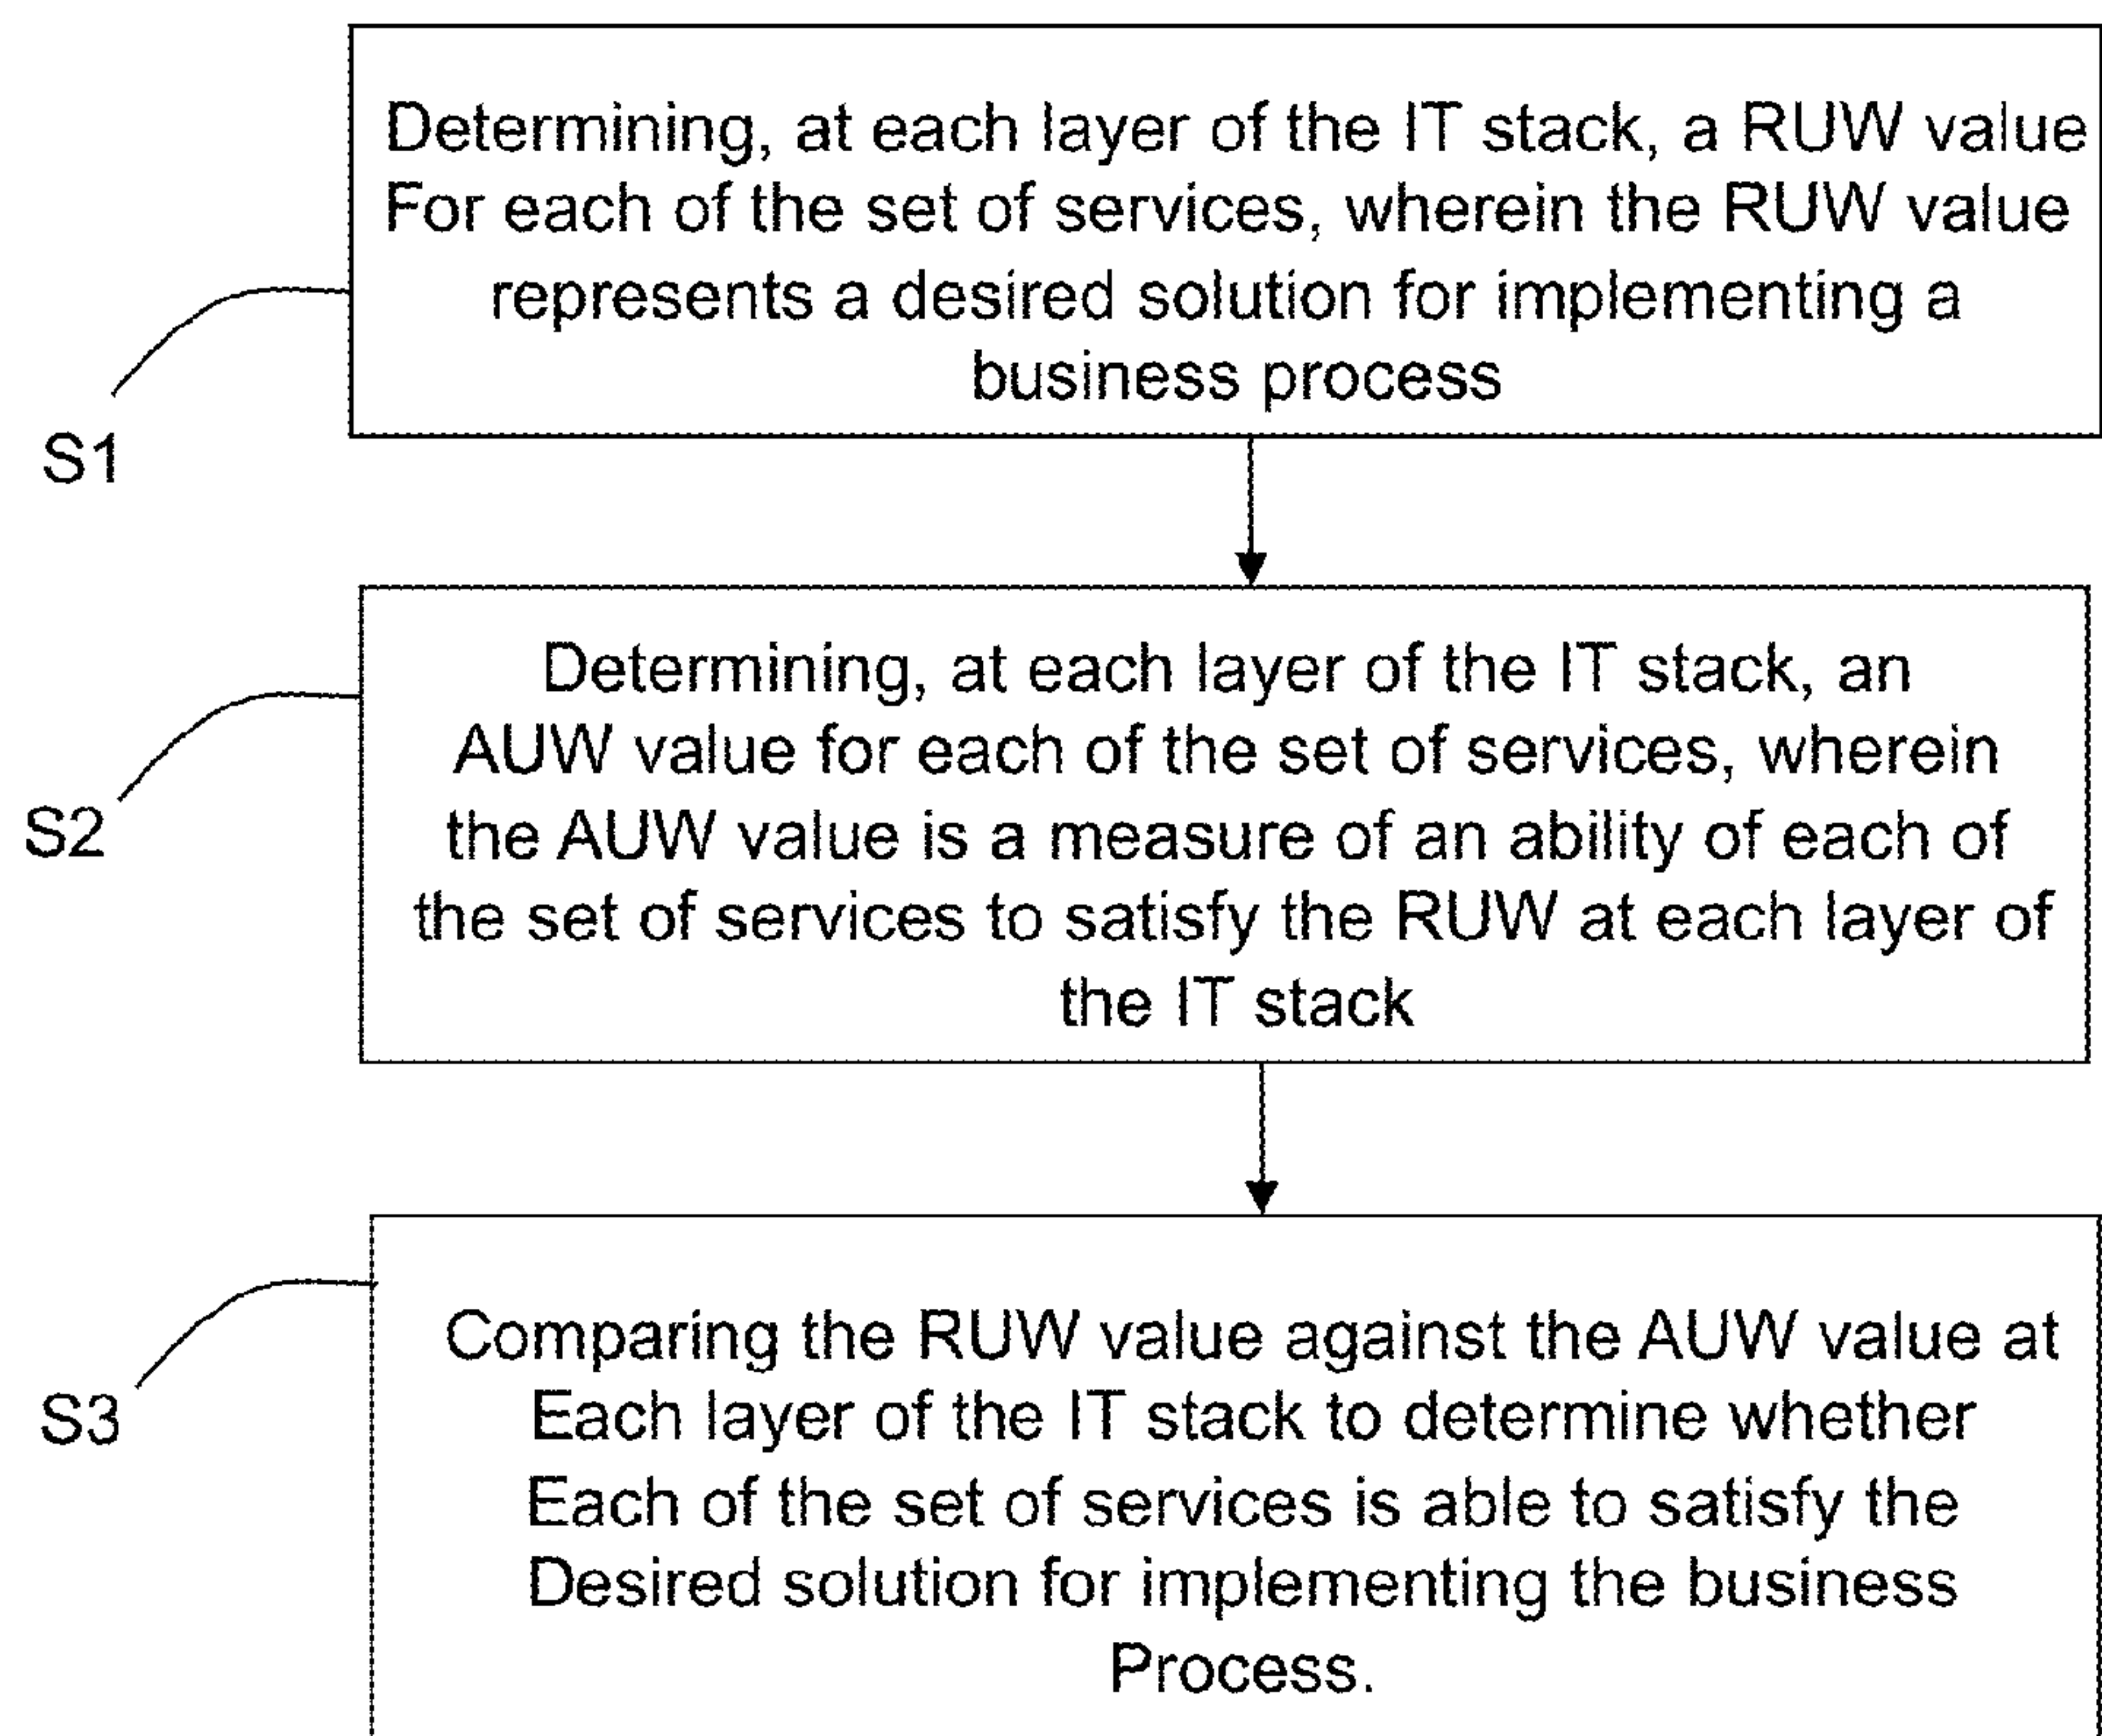 Determining, at each layer of the IT stack, a RUW value
For each of the set of services, wherein the RUW value
represents a desired solution for implementing a
business process
S1
Determining, at each layer of the IT stack, an
AUW value for each of the set of services, wherein
the AUW value is a measure of an ability of each of
the set of services to satisfy the RUW at each layer of
the IT stack
S2
Comparing the RUW value against the AUW value at
Each layer of the IT stack to determine whether
Each of the set of services is able to satisfy the
Desired solution for implementing the business
Process.
S3